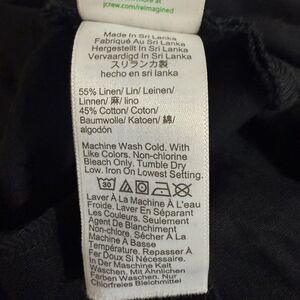 jcrew.com/reimagined
Made In Sri Lanka
Fabriqué Au Sri Lanka
Hergestellt In Sri Lanka
Vervaardigd In Sri Lanka
スリランカ製
hecho en sri lanka
55% Linen/ Lin/ Leinen/
Linnen/ 麻/ lino
45% Cotton/ Coton/
Baumwolle/ Katoen/ 綿/
algodón
Machine Wash Cold. With
Like Colors. Non-chlorine
Bleach Only. Tumble Dry
Low. Iron On Lowest Setting.
30
Laver À La Machine À L'eau
Froide. Laver En Séparant
Les Couleurs. Seulement
Agent De Blanchiment
Non-chlore. Sécher À La
Machine A Basse
Température. Repasser À
Fer Doux Si Nécessaire.
In Der Maschine Kalt
Waschen. Mit Ähnlichen
Farben Waschen. Nur
Chlorfreies Bleichmittel